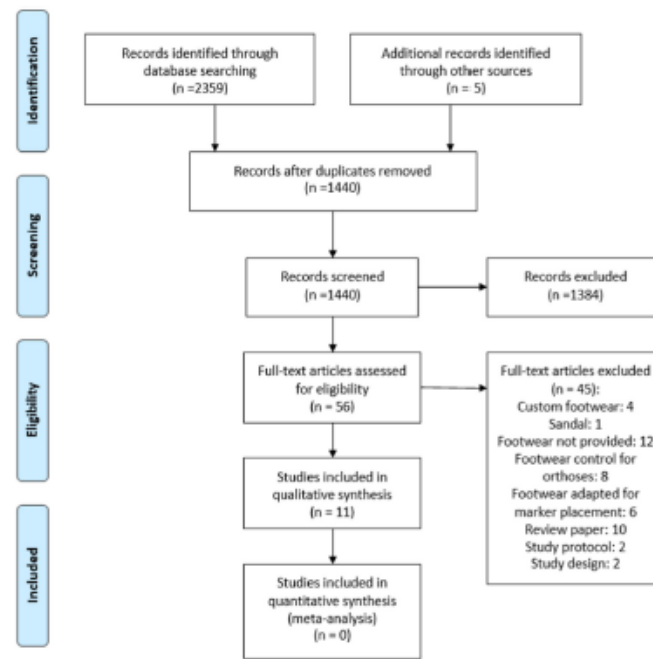 Identification
Records identified through
database searching
(n =2359)
Additional records identified
through other sources
(n = 5)
Records after duplicates removed
(n =1440)
Screening
Records screened
(n =1440)
Records excluded
(n =1384)
Eligibility
Full-text articles assessed
for eligibility
(n = 56)
Full-text articles excluded
(n = 45):
Custom footwear: 4
Sandal: 1
Footwear not provided: 12
Footwear control for
orthoses: 8
Footwear adapted for
marker placement: 6
Review paper: 10
Study protocol: 2
Study design: 2
Studies included in
qualitative synthesis
(n = 11)
Included
Studies included in
quantitative synthesis
(meta-analysis)
(n = 0)